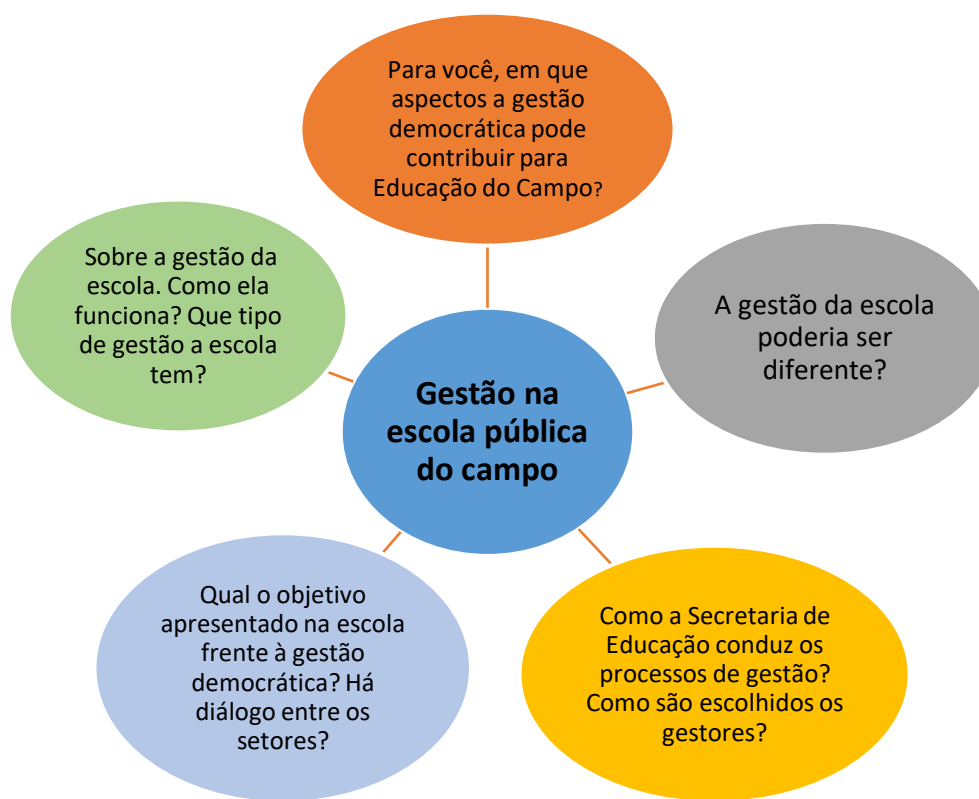 Para você, em que
aspectos a gestão
democrática pode
contribuir para
Educação do Campo?
Sobre a gestão da
escola. Como ela
funciona? Que tipo
de gestão a escola
tem?
A gestão da escola
poderia ser
diferente?
Gestão na
escola pública
do campo
Qual o objetivo
apresentado na escola
frente à gestão
democrática? Há
diálogo entre os
setores?
Como a Secretaria de
Educação conduz os
processos de gestão?
Como são escolhidos os
gestores?